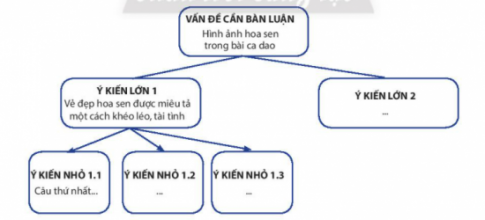 VẤN ĐỀ CẦN BÀN LUẬN
Hình ảnh hoa sen
trong bài ca dao
Ý KIẾN LỚN 1
Vẻ đẹp hoa sen được miêu tả
một cách khéo léo, tài tình
Ý KIẾN LỚN 2
...
Ý KIẾN NHỎ 1.1
Câu thứ nhất...
Ý KIẾN NHỎ 1.2
...
Ý KIẾN NHỎ 1.3
...